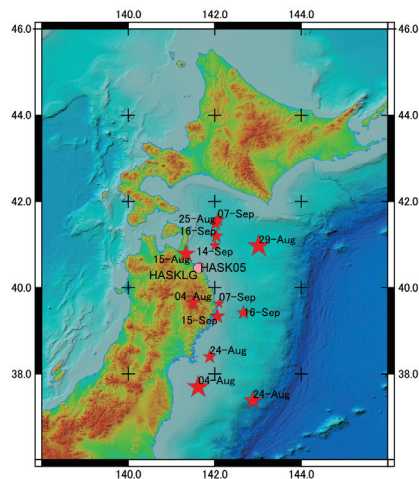 140.0 142.0 144.0
46.0 46.0
44.0 44.0
42.0 42.0
07-Sep
25-Aug
16-Sep
29-Aug
14-Sep
15-Aug
HASK05
HASKLG
40.0 40.0
04-Aug 07-Sep
15-Sep 16-Sep
24-Aug
38.0 38.0
04-Aug
24-Aug
140.0 142.0 144.0